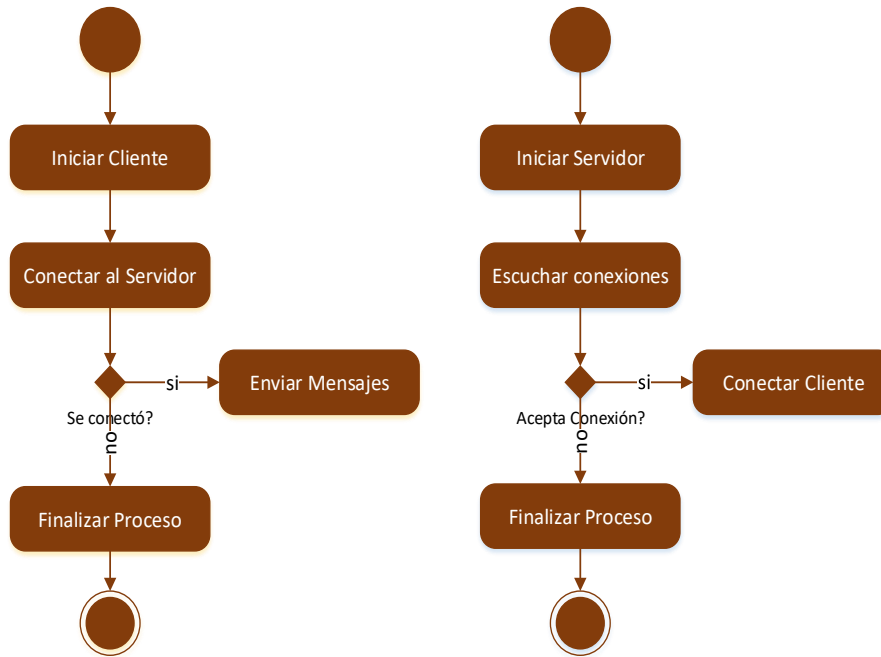 Iniciar Cliente
Conectar al Servidor
si
Enviar Mensajes
Se conectó?
no
Finalizar Proceso
Iniciar Servidor
Escuchar conexiones
si
Conectar Cliente
Acepta Conexión?
no
Finalizar Proceso